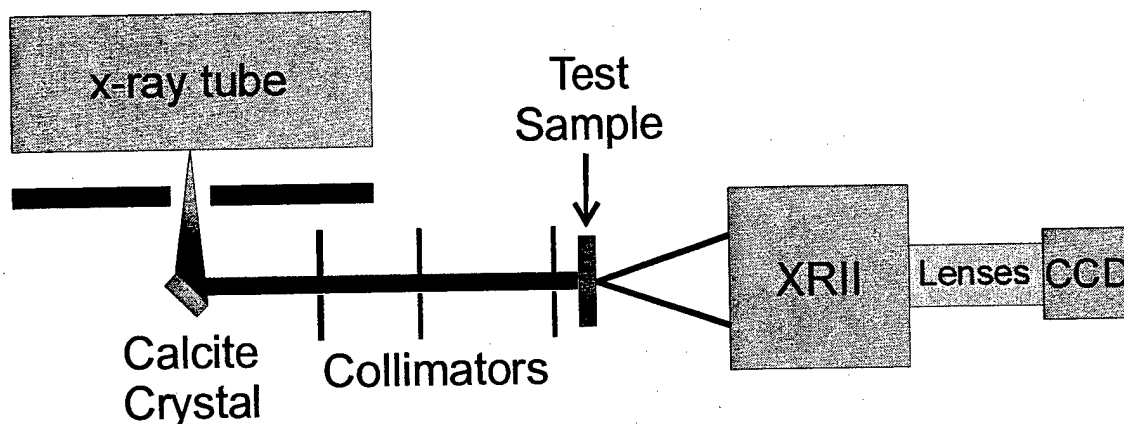 x-ray tube
Test
Sample
XRII
Lenses
CCD
Calcite
Crystal
Collimators